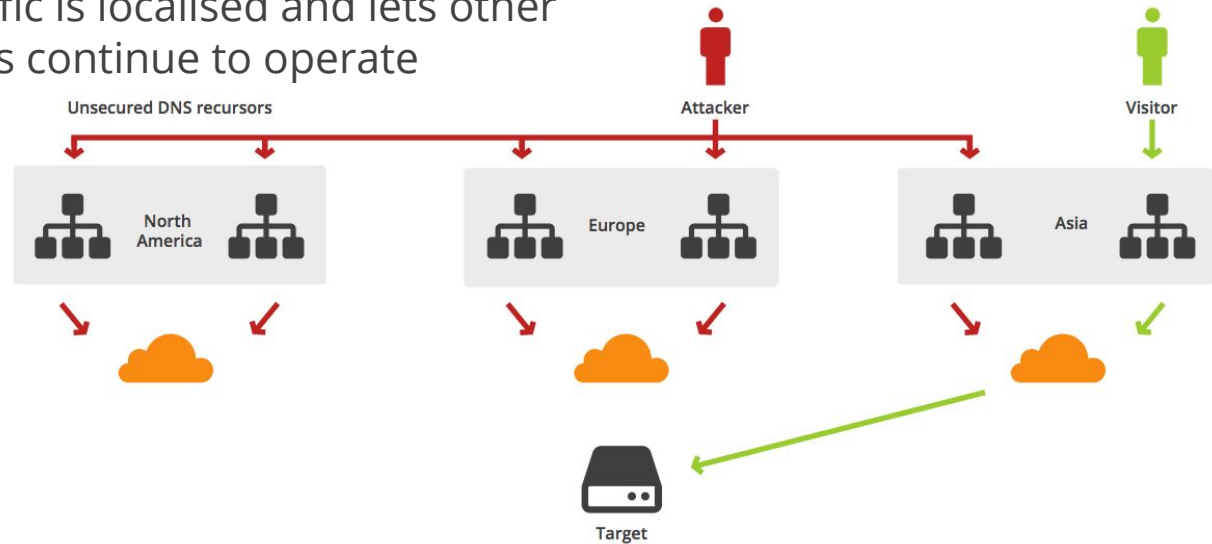 fic is localised and lets other
s continue to operate
Unsecured DNS recursors
Attacker
Visitor
North
America
Europe
Asia
Target